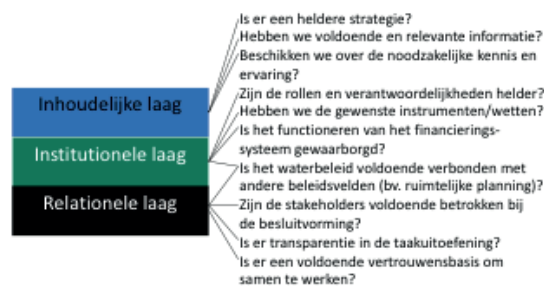 Inhoudelijke laag
Institutionele laag
Relationele laag
Is er een heldere strategie?
Hebben we voldoende en relevante informatie?
Beschikken we over de noodzakelijke kennis en
ervaring?
Zijn de rollen en verantwoordelijkheden helder?
Hebben we de gewenste instrumenten/wetten?
Is het functioneren van het financierings-
systeem gewaarborgd?
Is het waterbeleid voldoende verbonden met
andere beleidsvelden (bv. ruimtelijke planning)?
Zijn de stakeholders voldoende betrokken bij
de besluitvorming?
Is er transparentie in de taakuitoefening?
Is er een voldoende vertrouwensbasis om
samen te werken?